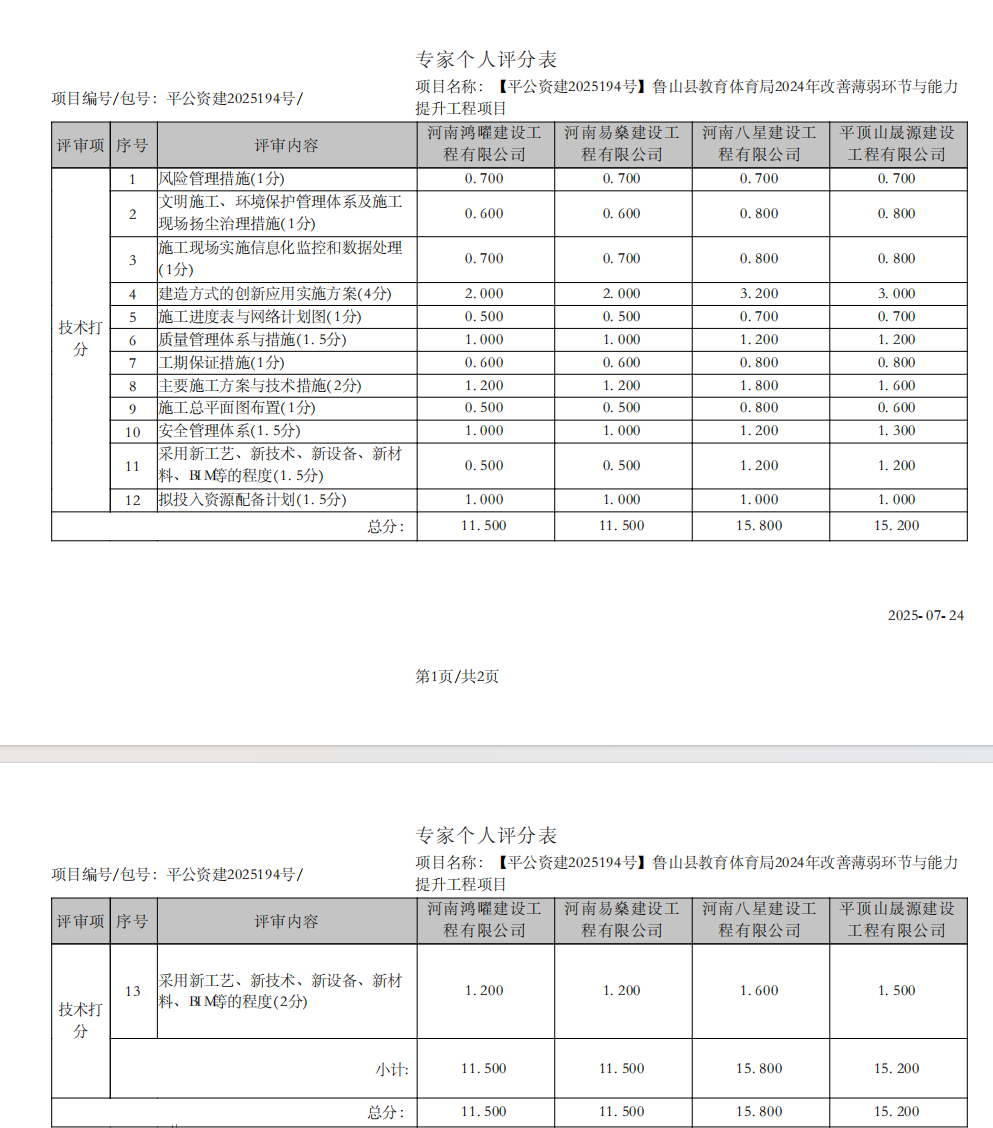 专家个人评分表
项目编号/包号：平公资建2025194号/
项目名称：【平公资建2025194号】鲁山县教育体育局2024年改善薄弱环节与能力
提升工程项目
评审项 序号 评审内容 河南鸿曜建设工程有限公司 河南易燊建设工程有限公司 河南八星建设工程有限公司 平顶山晟源建设工程有限公司
技术打分
1 风险管理措施(1分) 0.700 0.700 0.700 0.700
2 文明施工、环境保护管理体系及施工
现场扬尘治理措施(1分) 0.600 0.600 0.800 0.800
3 施工现场实施信息化监控和数据处理
(1分) 0.700 0.700 0.800 0.800
4 建造方式的创新应用实施方案(4分) 2.000 2.000 3.200 3.000
5 施工进度表与网络计划图(1分) 0.500 0.500 0.700 0.700
6 质量管理体系与措施(1.5分) 1.000 1.000 1.200 1.200
7 工期保证措施(1分) 0.600 0.600 0.800 0.800
8 主要施工方案与技术措施(2分) 1.200 1.200 1.800 1.600
9 施工总平面图布置(1分) 0.500 0.500 0.800 0.600
10 安全管理体系(1.5分) 1.000 1.000 1.200 1.300
11 采用新工艺、新技术、新设备、新材
料、BIM等的程度(1.5分) 0.500 0.500 1.200 1.200
12 拟投入资源配备计划(1.5分) 1.000 1.000 1.000 1.000
总分： 11.500 11.500 15.800 15.200
2025-07-24
第1页/共2页
专家个人评分表
项目编号/包号：平公资建2025194号/
项目名称：【平公资建2025194号】鲁山县教育体育局2024年改善薄弱环节与能力
提升工程项目
评审项 序号 评审内容 河南鸿曜建设工程有限公司 河南易燊建设工程有限公司 河南八星建设工程有限公司 平顶山晟源建设工程有限公司
技术打分
13 采用新工艺、新技术、新设备、新材
料、BIM等的程度(2分) 1.200 1.200 1.600 1.500
小计: 11.500 11.500 15.800 15.200
总分： 11.500 11.500 15.800 15.200